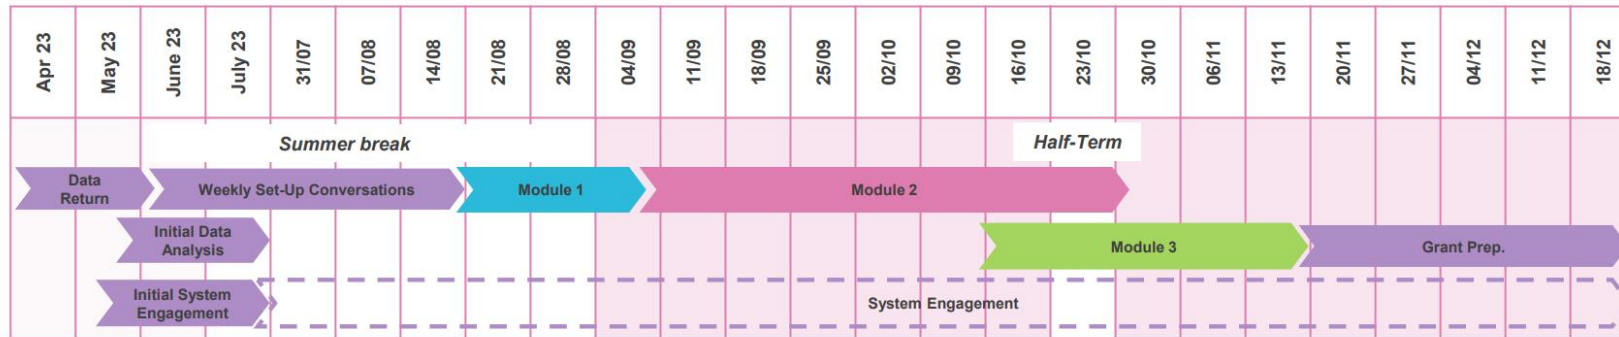 Apr 23
May 23
June 23
July 23
31/07
07/08
14/08
21/08
28/08
04/09
11/09
18/09
25/09
02/10
09/10
16/10
23/10
30/10
06/11
13/11
20/11
27/11
04/12
11/12
18/12
Summer break
Half-Term
Data
Return
Weekly Set-Up Conversations
Module 1
Module 2
Initial Data
Analysis
Module 3
Grant Prep.
Initial System
Engagement
System Engagement